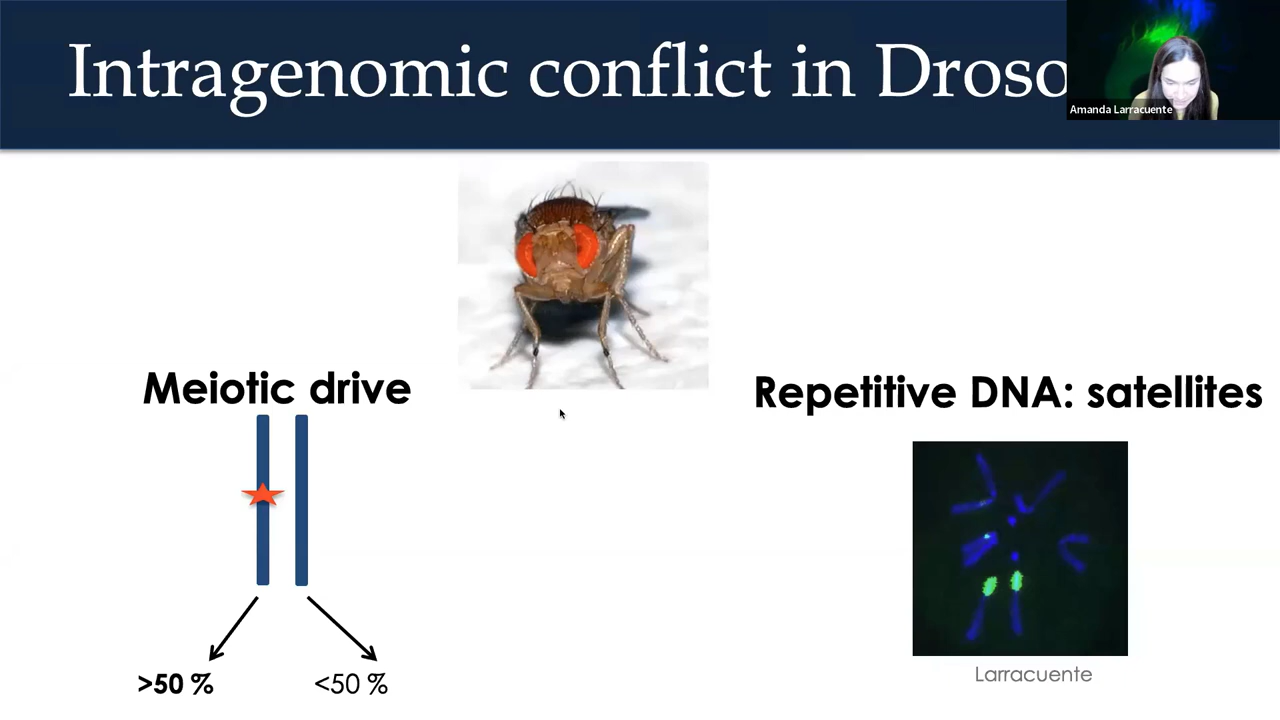 Intragenomic conflict in Droso
Amanda Larracuente
Meiotic drive
Repetitive DNA: satellites
>50 %
<50 %
Larracuente